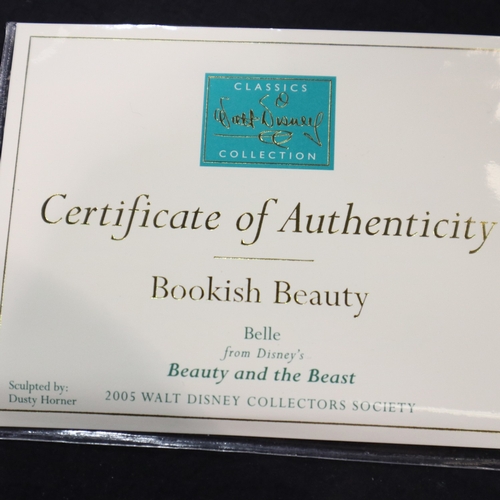 CLASSICS
Walt Disney
COLLECTION
Certificate of Authenticity
Bookish Beauty
Belle
from Disney's
Beauty and the Beast
Sculpted by:
Dusty Horner
2005 WALT DISNEY COLLECTORS SOCIETY